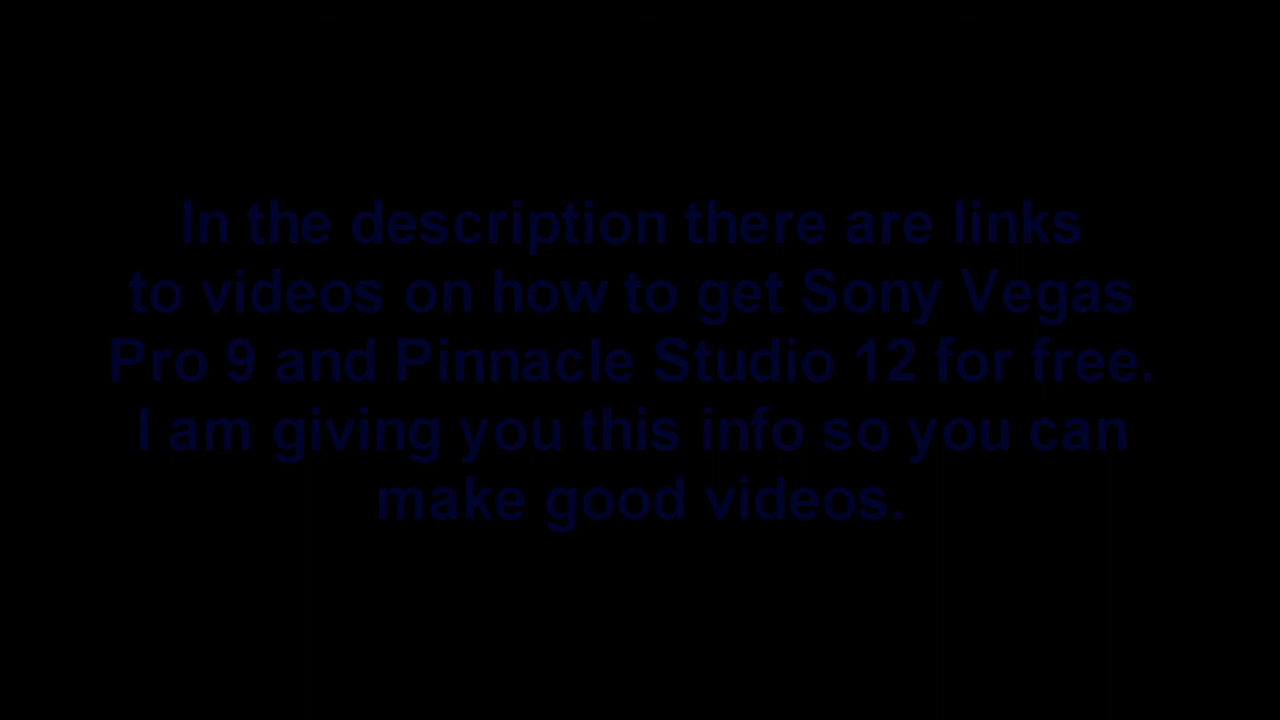 In the description there are links
to videos on how to get Sony Vegas
Pro 9 and Pinnacle Studio 12 for free.
I am giving you this info so you can
make good videos.